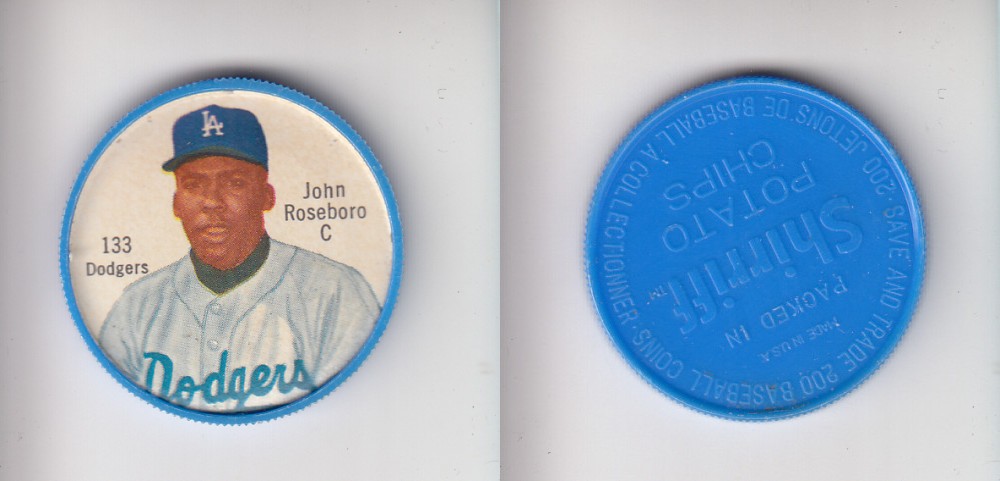 LA
John
Roseboro
C
133
Dodgers
Dodgers
SAVE AND TRADE 200 BASEBALL COINS · COLLECTIONNER · 200 JETONS DE BASEBALL A
MADE IN U.S.A.
PACKED IN
Shirriff™
POTATO
CHIPS